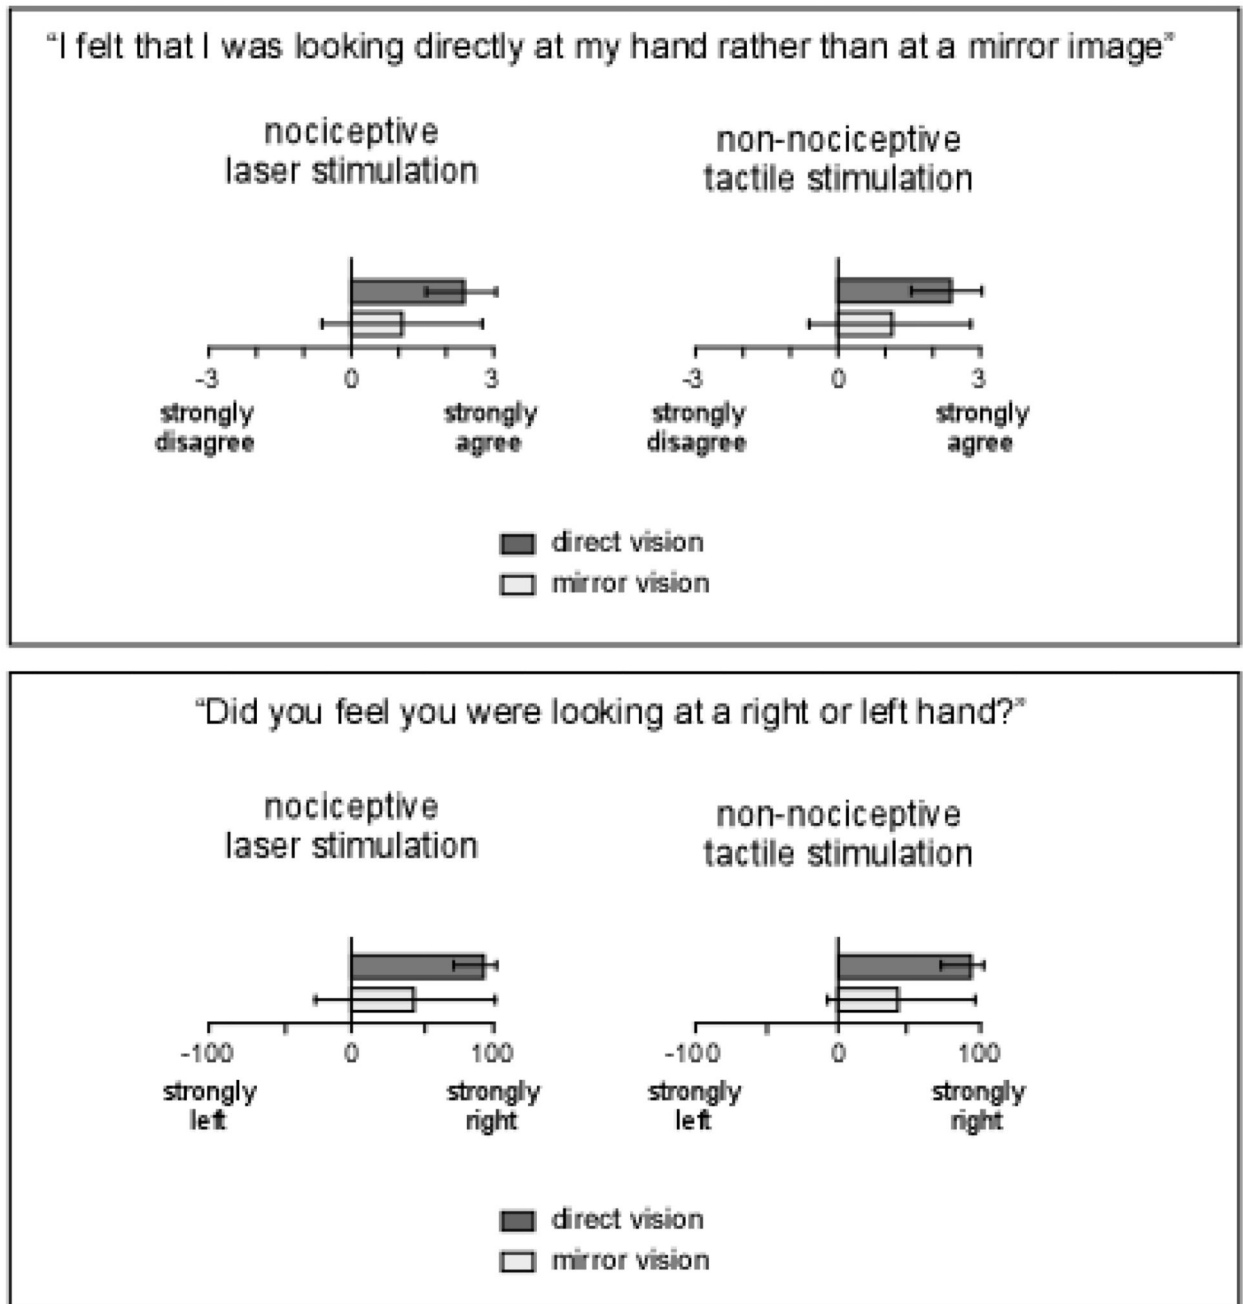 “I felt that I was looking directly at my hand rather than at a mirror image”
nociceptive
laser stimulation
non-nociceptive
tactile stimulation
-3 0 3
strongly
disagree
strongly
agree
-3 0 3
strongly
disagree
strongly
agree
direct vision
mirror vision
“Did you feel you were looking at a right or left hand?”
nociceptive
laser stimulation
non-nociceptive
tactile stimulation
-100 0 100
strongly
left
strongly
right
-100 0 100
strongly
left
strongly
right
direct vision
mirror vision